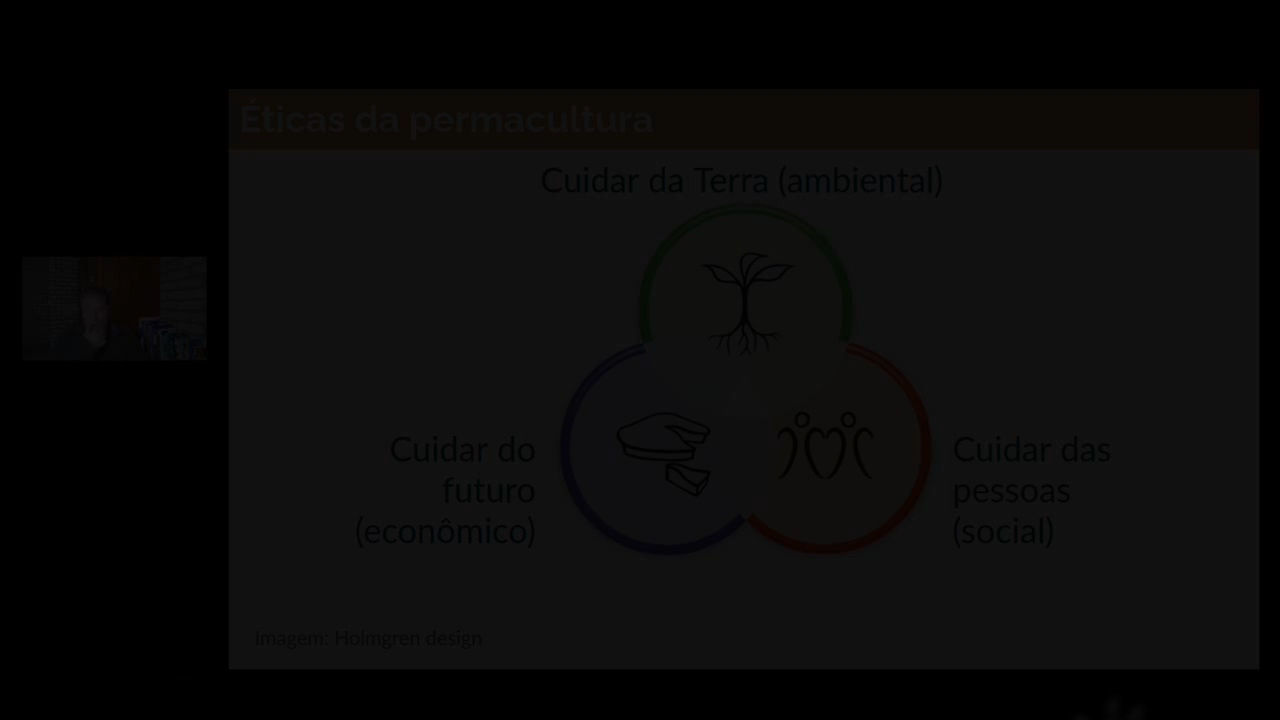 Éticas da permacultura
Cuidar da Terra (ambiental)
Cuidar do
futuro
(econômico)
Cuidar das
pessoas
(social)
Imagem: Holmgren design